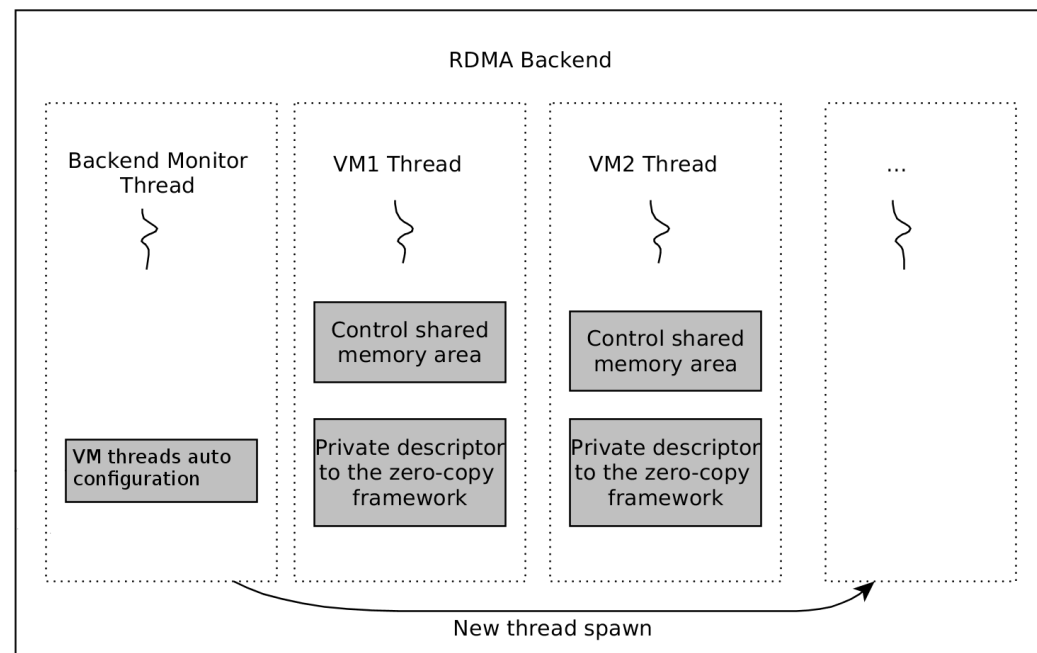 RDMA Backend
Backend Monitor
Thread
VM1 Thread
VM2 Thread
...
Control shared
memory area
Control shared
memory area
Private descriptor
to the zero-copy
framework
Private descriptor
to the zero-copy
framework
VM threads auto
configuration
New thread spawn